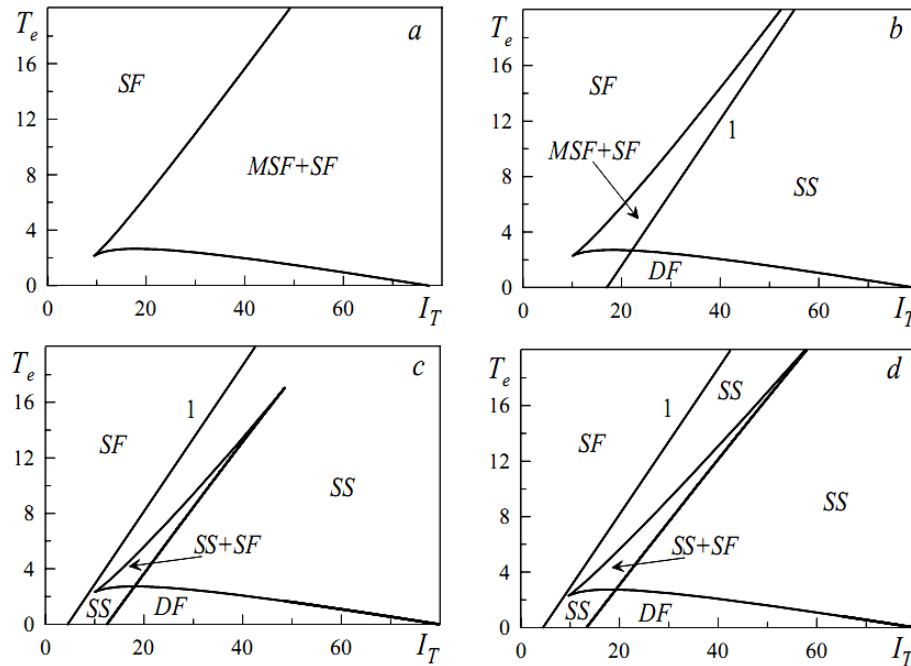 T_e
a
16
12
8
4
0
SF
MSF+SF
0
20
40
60
I_T
T_e
b
16
12
8
4
0
SF
1
MSF+SF
SS
DF
0
20
40
60
I_T
T_e
c
16
12
8
4
0
1
SF
SS
SS+SF
SS
DF
0
20
40
60
I_T
T_e
d
16
12
8
4
0
SS
1
SF
SS
SS+SF
SS
DF
0
20
40
60
I_T